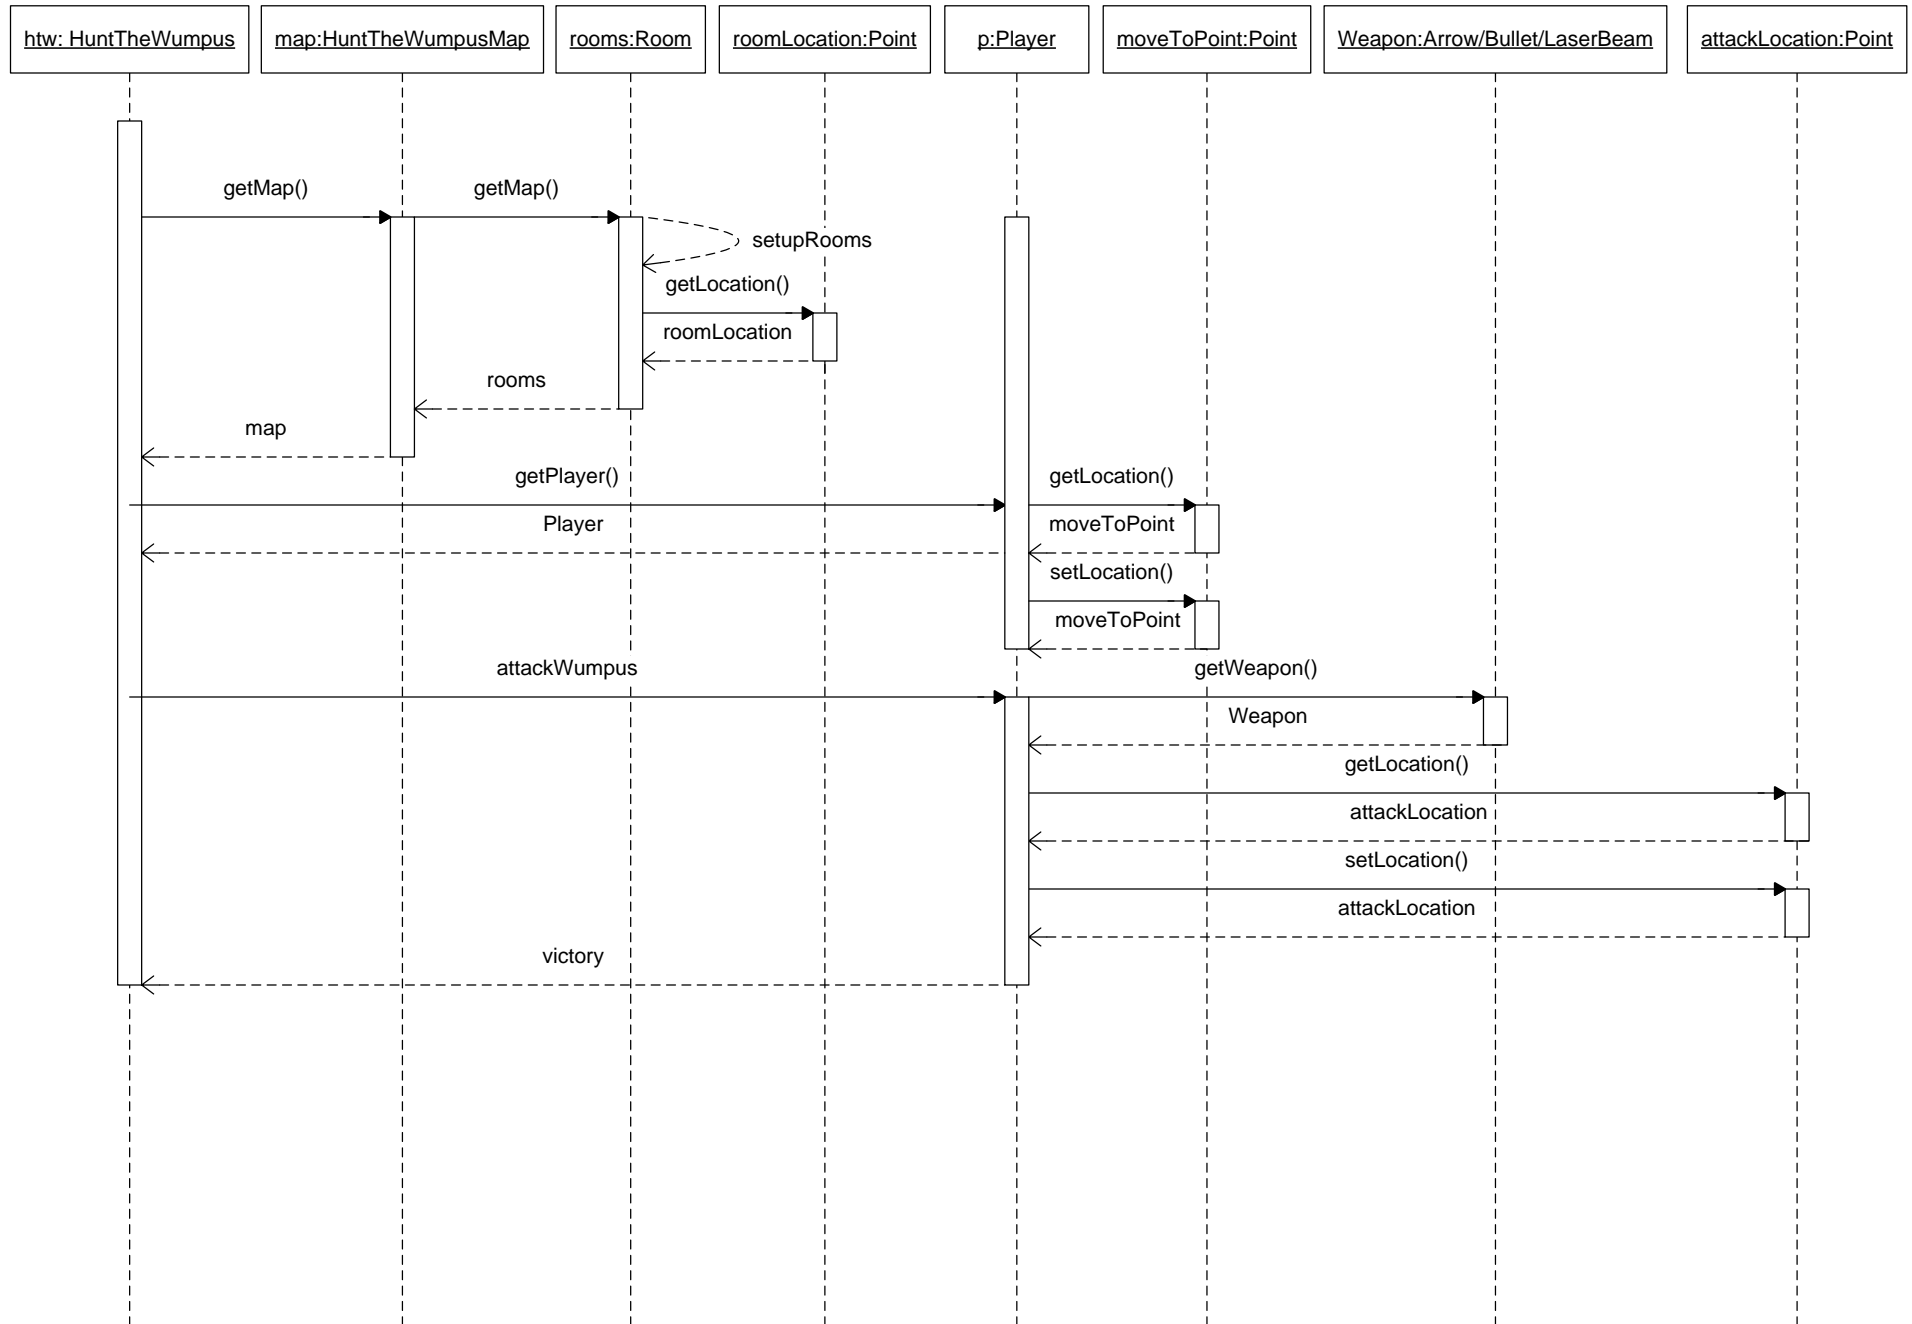 htw: HuntTheWumpus
map:HuntTheWumpusMap
rooms:Room
roomLocation:Point
p:Player
moveToPoint:Point
Weapon:Arrow/Bullet/LaserBeam
attackLocation:Point
getMap()
getMap()
setupRooms
getLocation()
roomLocation
rooms
map
getPlayer()
getLocation()
Player
moveToPoint
setLocation()
moveToPoint
attackWumpus
getWeapon()
Weapon
getLocation()
attackLocation
setLocation()
attackLocation
victory